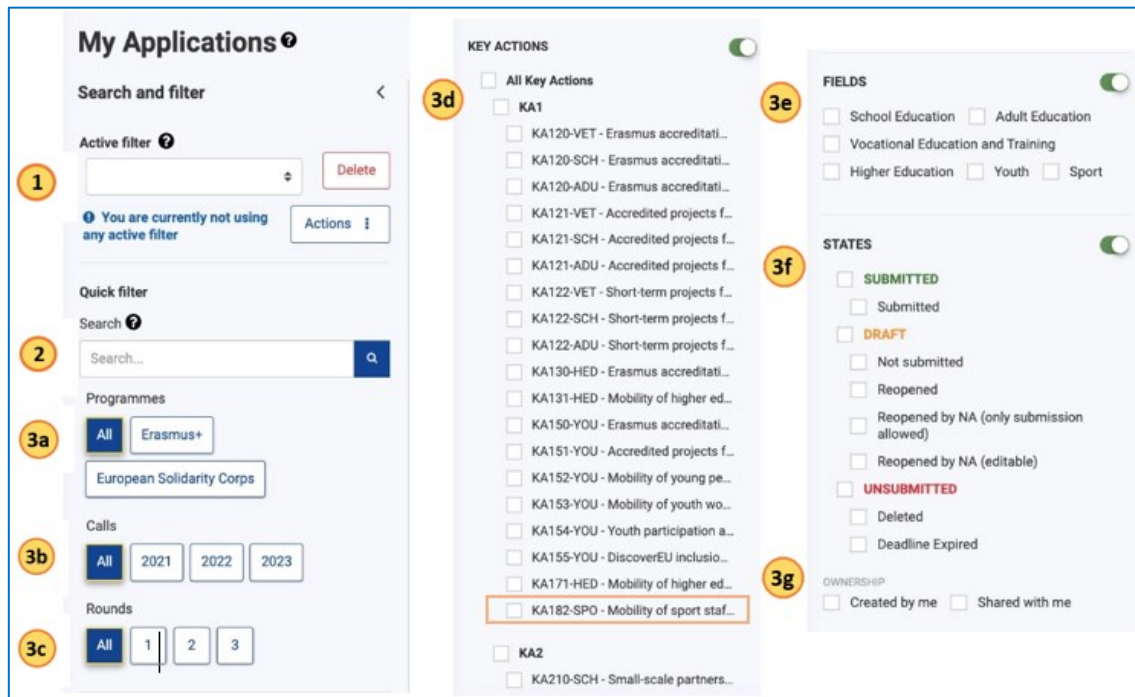 My Applications ?
Search and filter <
Active filter ?
1
Delete
! You are currently not using
any active filter
Actions
Quick filter
Search ?
2
Search...
Programmes
3a
All Erasmus+
European Solidarity Corps
Calls
3b
All 2021 2022 2023
Rounds
3c
All 1 2 3
KEY ACTIONS
3d
All Key Actions
KA1
KA120-VET - Erasmus accreditati...
KA120-SCH - Erasmus accreditati...
KA120-ADU - Erasmus accreditati...
KA121-VET - Accredited projects f...
KA121-SCH - Accredited projects f...
KA121-ADU - Accredited projects f...
KA122-VET - Short-term projects f...
KA122-SCH - Short-term projects f...
KA122-ADU - Short-term projects f...
KA130-HED - Erasmus accreditati...
KA131-HED - Mobility of higher ed...
KA150-YOU - Erasmus accreditati...
KA151-YOU - Accredited projects f...
KA152-YOU - Mobility of young pe...
KA153-YOU - Mobility of youth wo...
KA154-YOU - Youth participation a...
KA155-YOU - DiscoverEU inclusio...
KA171-HED - Mobility of higher ed...
KA182-SPO - Mobility of sport staf...
KA2
KA210-SCH - Small-scale partners...
3e
FIELDS
School Education Adult Education
Vocational Education and Training
Higher Education Youth Sport
3f
STATES
SUBMITTED
Submitted
DRAFT
Not submitted
Reopened
Reopened by NA (only submission
allowed)
Reopened by NA (editable)
UNSUBMITTED
Deleted
Deadline Expired
3g
OWNERSHIP
Created by me Shared with me